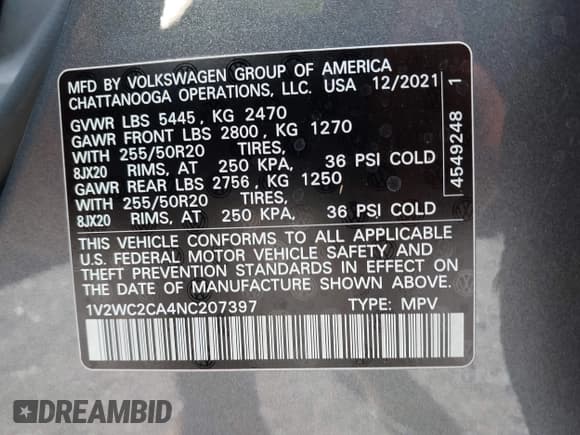 MFD BY VOLKSWAGEN GROUP OF AMERICA
CHATTANOOGA OPERATIONS, LLC. USA 12/2021
GVWR LBS 5445, KG 2470
GAWR FRONT LBS 2800, KG 1270
WITH 255/50R20 TIRES,
8JX20 RIMS, AT 250 KPA, 36 PSI COLD
GAWR REAR LBS 2756, KG 1250
WITH 255/50R20 TIRES,
8JX20 RIMS, AT 250 KPA, 36 PSI COLD
THIS VEHICLE CONFORMS TO ALL APPLICABLE
U.S. FEDERAL MOTOR VEHICLE SAFETY AND
THEFT PREVENTION STANDARDS IN EFFECT ON
THE DATE OF MANUFACTURE SHOWN ABOVE.
1V2WC2CA4NC207397 TYPE: MPV
4549248 1
DREAMBID